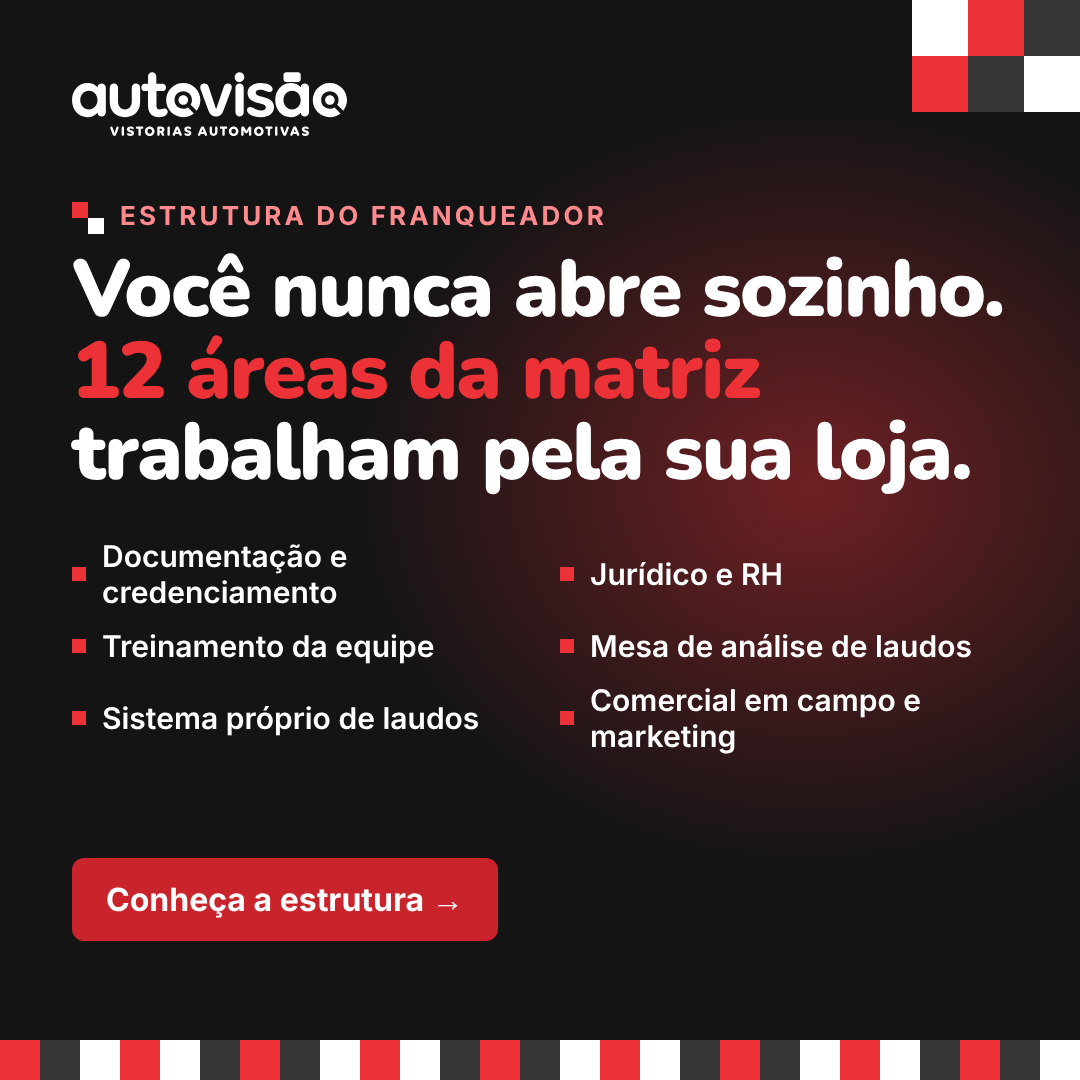 autovisão
VISTORIAS AUTOMOTIVAS
ESTRUTURA DO FRANQUEADOR
Você nunca abre sozinho.
12 áreas da matriz
trabalham pela sua loja.
Documentação e
credenciamento
Jurídico e RH
Treinamento da equipe
Mesa de análise de laudos
Sistema próprio de laudos
Comercial em campo e
marketing
Conheça a estrutura →